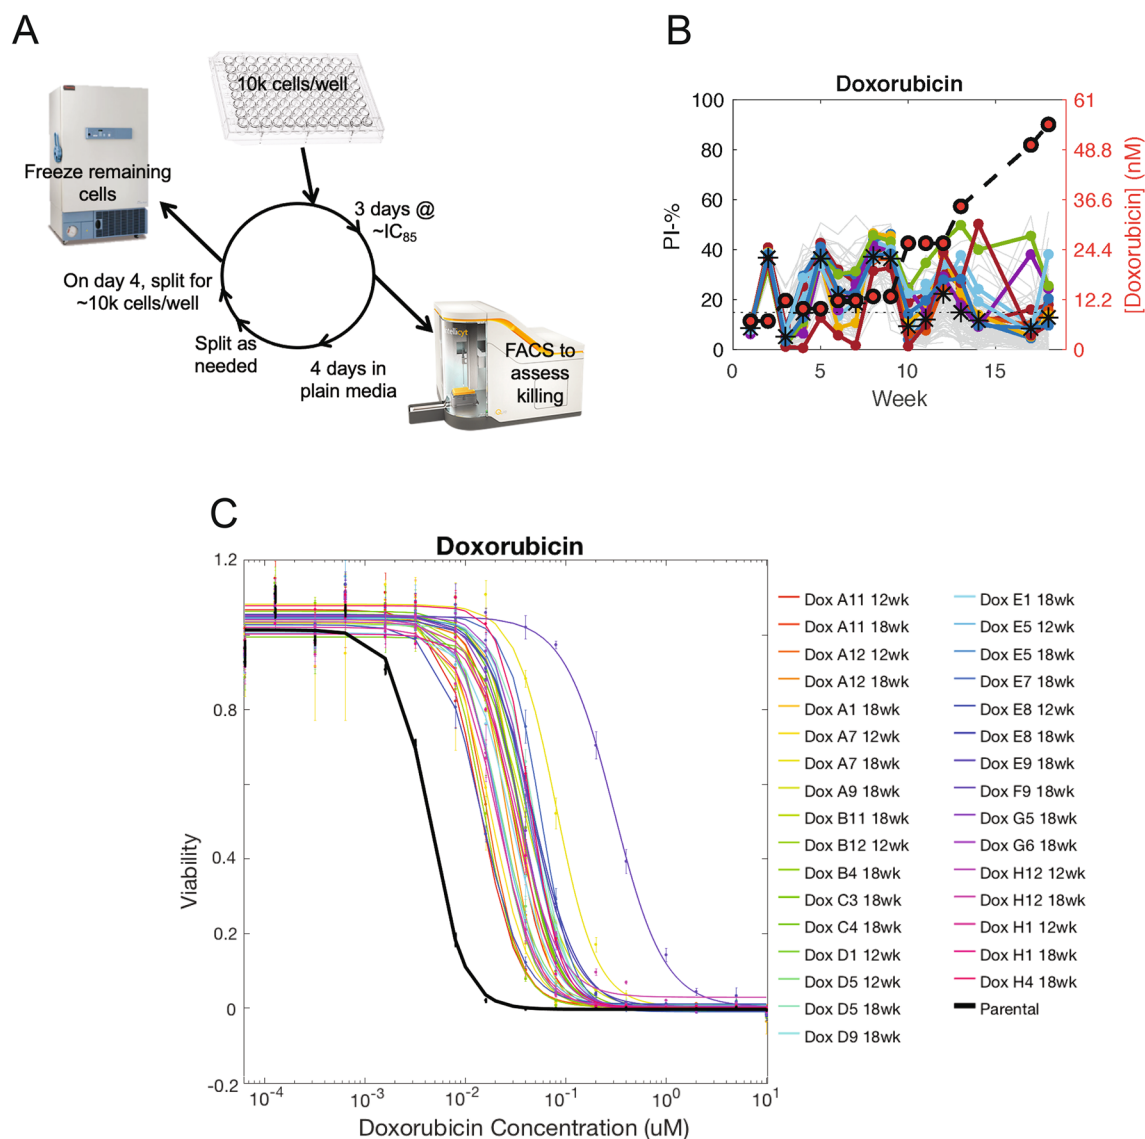 A
10k cells/well
Freeze remaining
cells
3 days @
~IC85
On day 4, split for
~10k cells/well
Split as
needed
4 days in
plain media
FACS to
assess
killing
B
Doxorubicin
100
80
60
40
20
0
PI-%
61
48.8
36.6
24.4
12.2
0
[Doxorubicin] (nM)
0
5
10
15
Week
C
Doxorubicin
1.2
0.8
0.4
0.2
0
-0.2
Viability
10-4
10-3
10-2
10-1
100
101
Doxorubicin Concentration (uM)
Dox A11 12wk
Dox A11 18wk
Dox A12 12wk
Dox A12 18wk
Dox A1 18wk
Dox A7 12wk
Dox A7 18wk
Dox A9 18wk
Dox B11 18wk
Dox B12 12wk
Dox B4 18wk
Dox C3 18wk
Dox C4 18wk
Dox D1 12wk
Dox D5 12wk
Dox D5 18wk
Dox D9 18wk
Dox E1 18wk
Dox E5 12wk
Dox E5 18wk
Dox E7 18wk
Dox E8 12wk
Dox E8 18wk
Dox E9 18wk
Dox F9 18wk
Dox G5 18wk
Dox G6 18wk
Dox H12 12wk
Dox H12 18wk
Dox H1 12wk
Dox H1 18wk
Dox H4 18wk
Parental